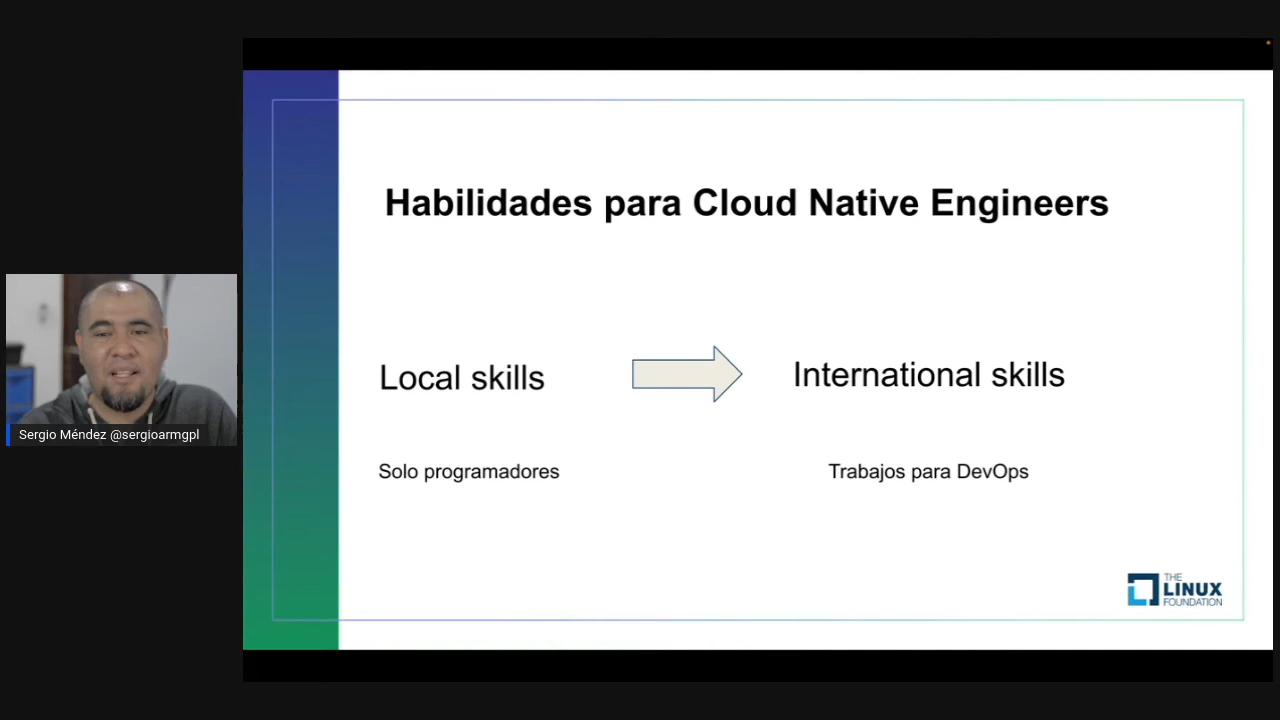 Habilidades para Cloud Native Engineers
Local skills
International skills
Solo programadores
Trabajos para DevOps
Sergio Méndez @sergioarmgpl
THE
LINUX
FOUNDATION